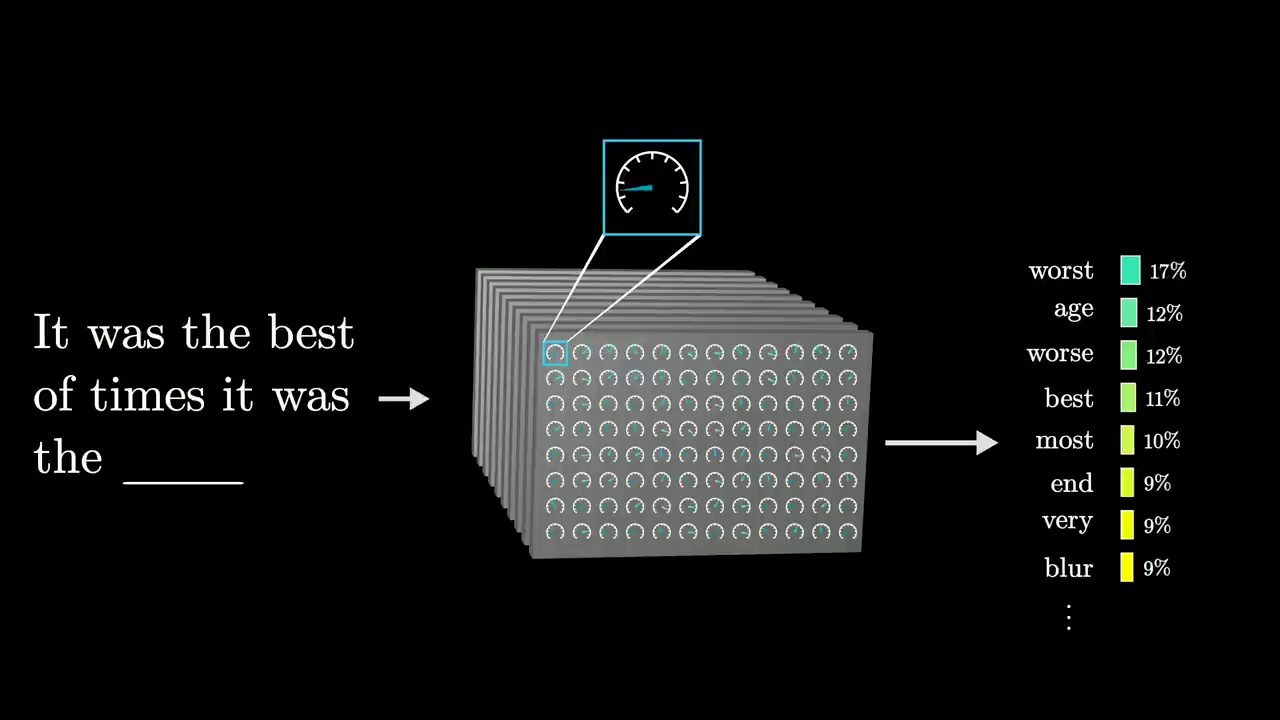 It was the best
of times it was
the ______
worst 17%
age 12%
worse 12%
best 11%
most 10%
end 9%
very 9%
blur 9%
⋮